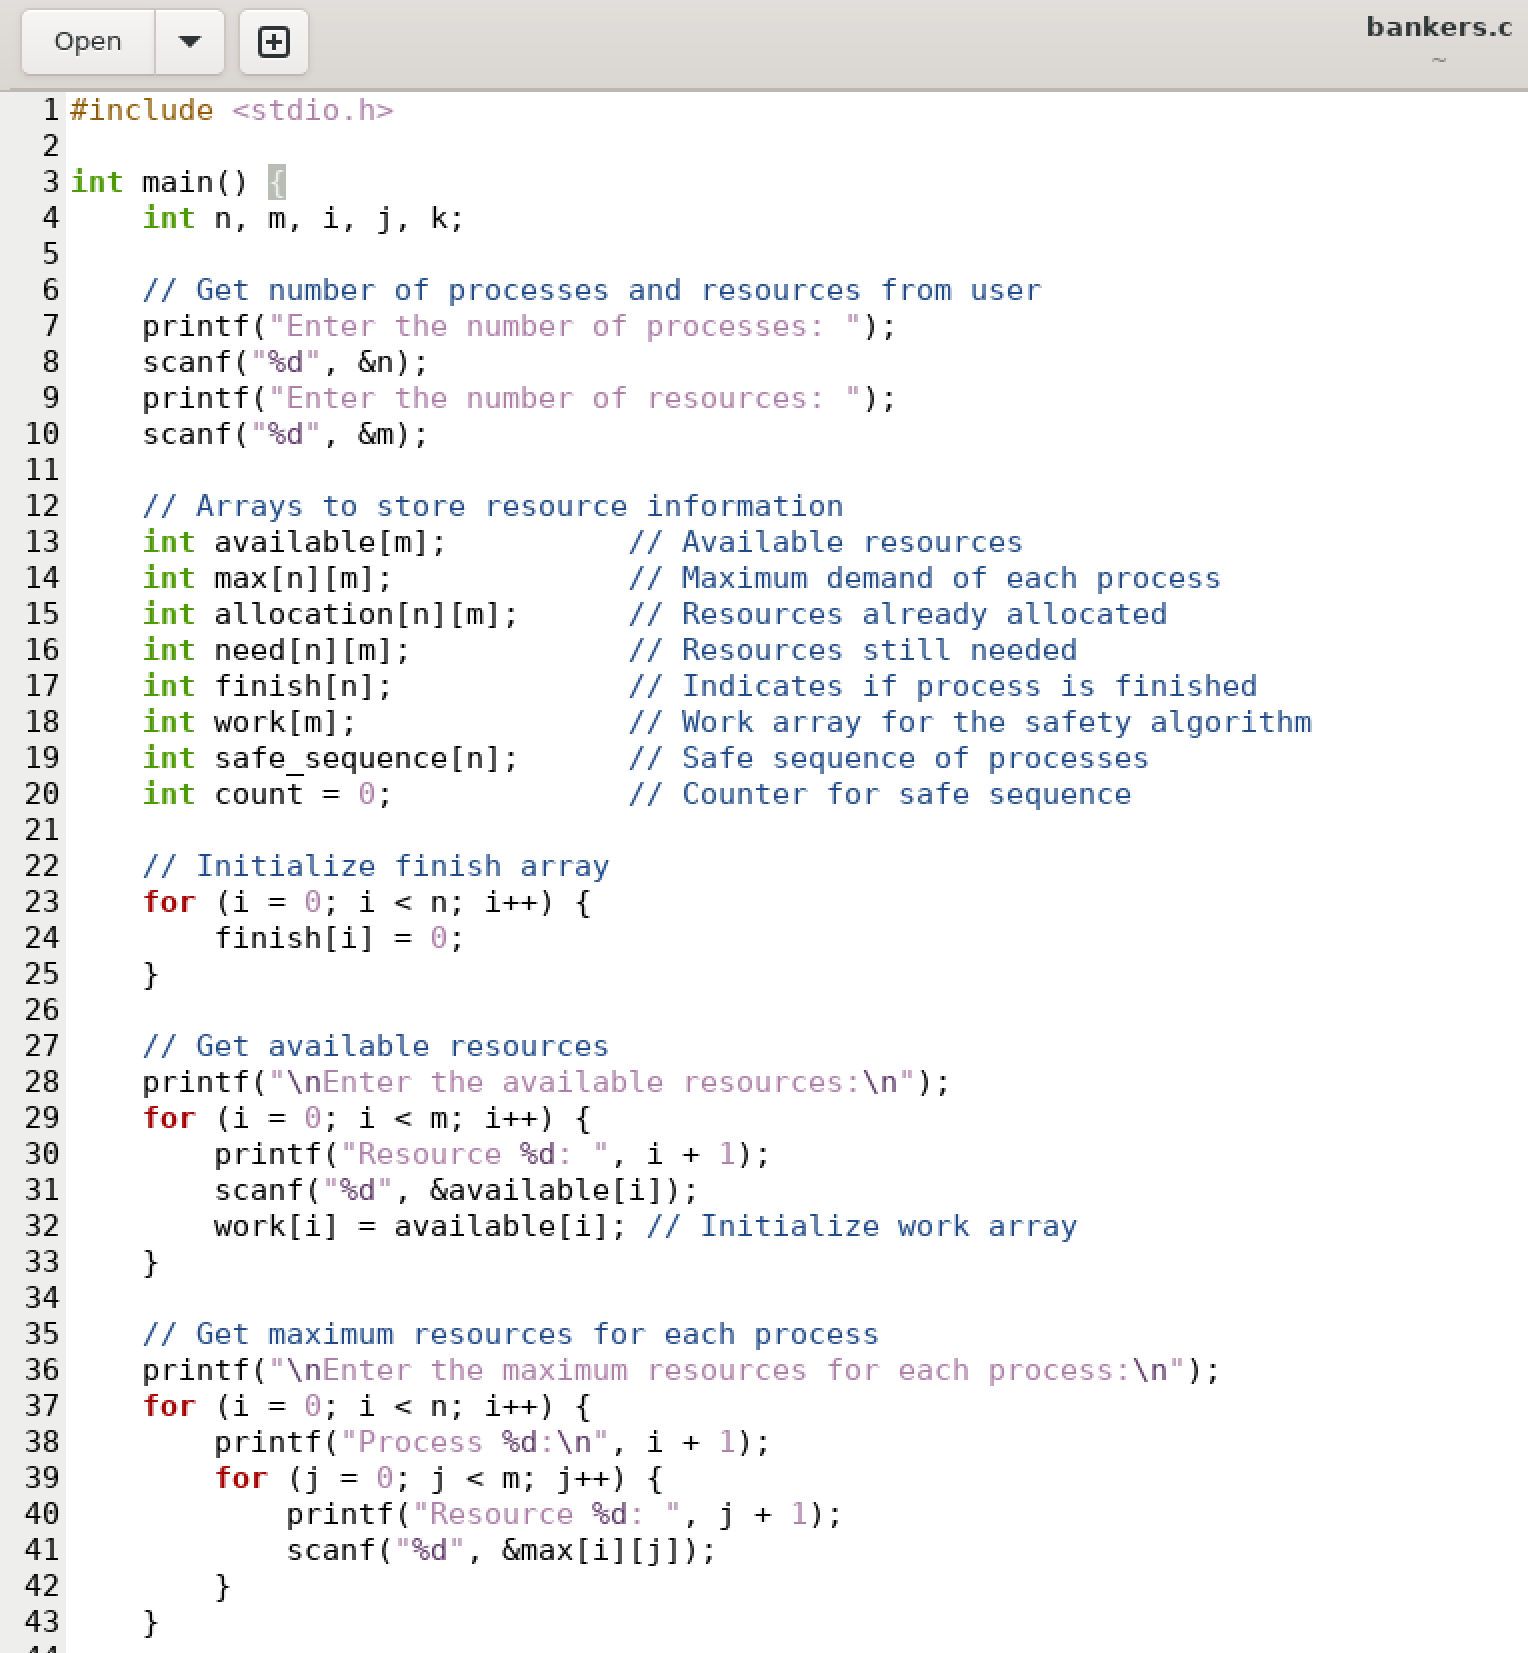 Open
bankers.c
~
1 #include <stdio.h>
2
3 int main() {
4     int n, m, i, j, k;
5
6     // Get number of processes and resources from user
7     printf("Enter the number of processes: ");
8     scanf("%d", &n);
9     printf("Enter the number of resources: ");
10     scanf("%d", &m);
11
12     // Arrays to store resource information
13     int available[m];          // Available resources
14     int max[n][m];             // Maximum demand of each process
15     int allocation[n][m];      // Resources already allocated
16     int need[n][m];            // Resources still needed
17     int finish[n];             // Indicates if process is finished
18     int work[m];               // Work array for the safety algorithm
19     int safe_sequence[n];      // Safe sequence of processes
20     int count = 0;             // Counter for safe sequence
21
22     // Initialize finish array
23     for (i = 0; i < n; i++) {
24         finish[i] = 0;
25     }
26
27     // Get available resources
28     printf("\nEnter the available resources:\n");
29     for (i = 0; i < m; i++) {
30         printf("Resource %d: ", i + 1);
31         scanf("%d", &available[i]);
32         work[i] = available[i]; // Initialize work array
33     }
34
35     // Get maximum resources for each process
36     printf("\nEnter the maximum resources for each process:\n");
37     for (i = 0; i < n; i++) {
38         printf("Process %d:\n", i + 1);
39         for (j = 0; j < m; j++) {
40             printf("Resource %d: ", j + 1);
41             scanf("%d", &max[i][j]);
42         }
43     }